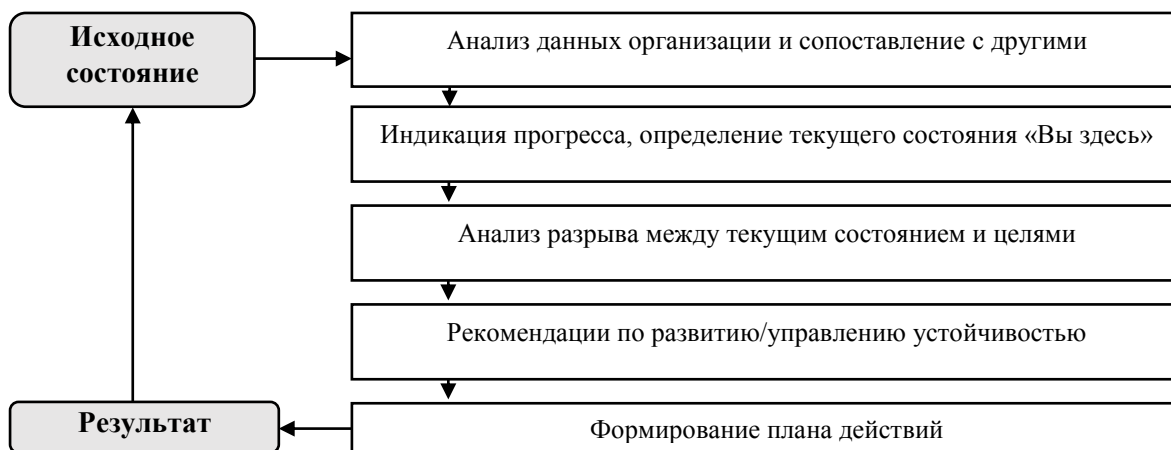 Исходное
состояние
Анализ данных организации и сопоставление с другими
Индикация прогресса, определение текущего состояния «Вы здесь»
Анализ разрыва между текущим состоянием и целями
Рекомендации по развитию/управлению устойчивостью
Формирование плана действий
Результат